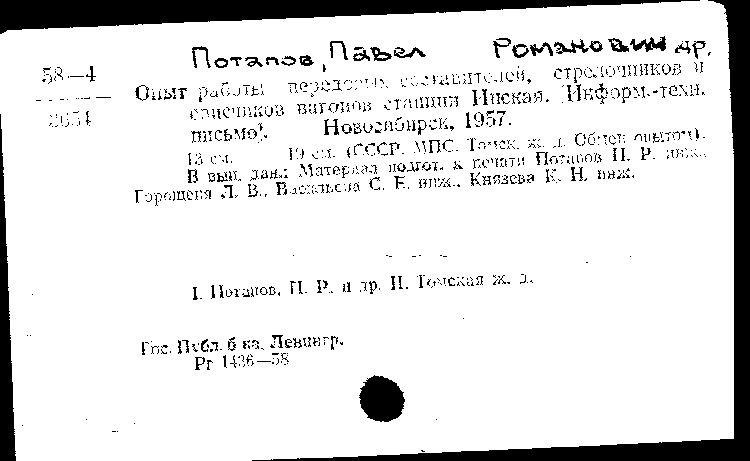 58—4
Потапов, Павел Романович и др.
2654
Опыт работы передовых составителей, стрелочников и
списчиков вагонов станции Инская. [Информ.-техн.
письмо]. Новосибирск, 1957.
13 см. 19 см. (СССР. МПС. Томск. ж. д. Обмен опытом).
В вып. дан.: Материал подгот. к печати Потапов П. Р. инж.,
Горощеня Л. В., Васильева С. Е. инж., Князева К. Н. инж.
I. Потапов, П. Р. и др. II. Томская ж. д.
Гос. Публ. б-ка. Ленингр.
Рг 1436—58